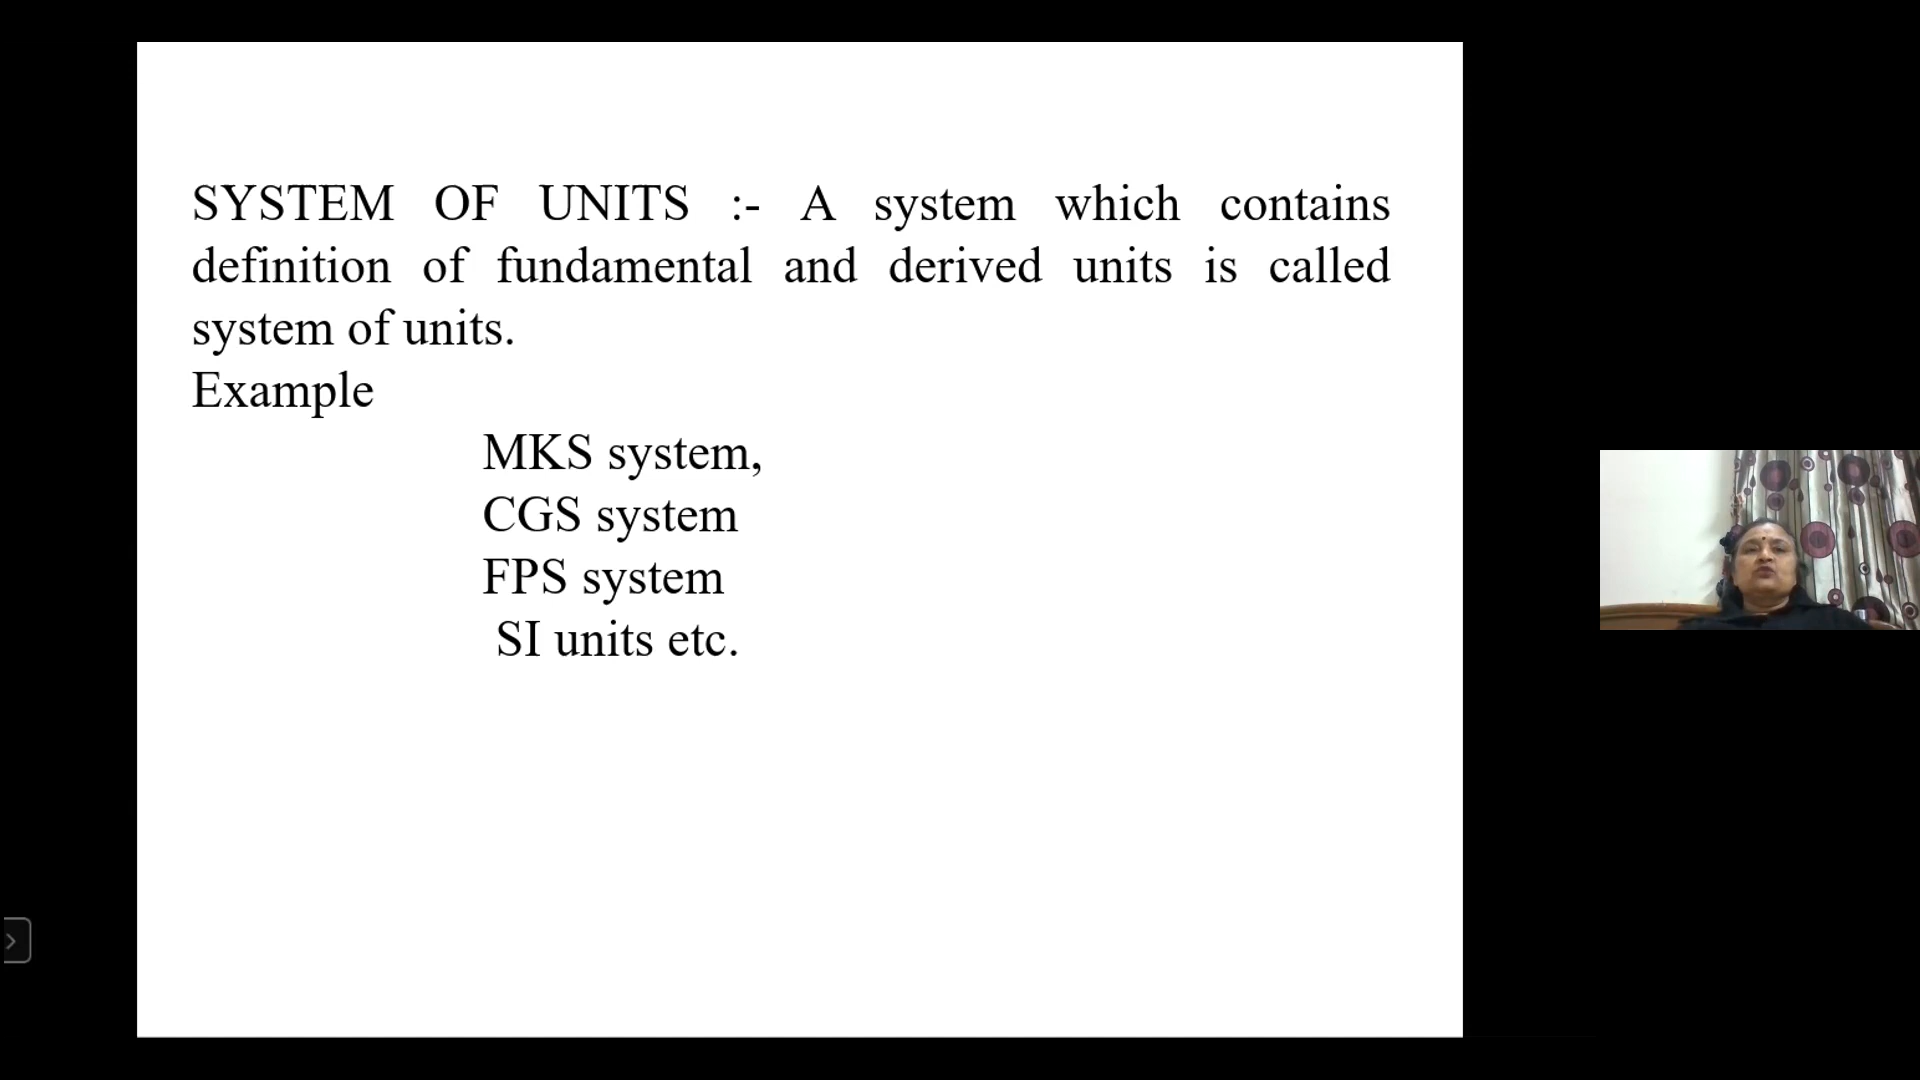 SYSTEM OF UNITS :- A system which contains
definition of fundamental and derived units is called
system of units.
Example
MKS system,
CGS system
FPS system
SI units etc.